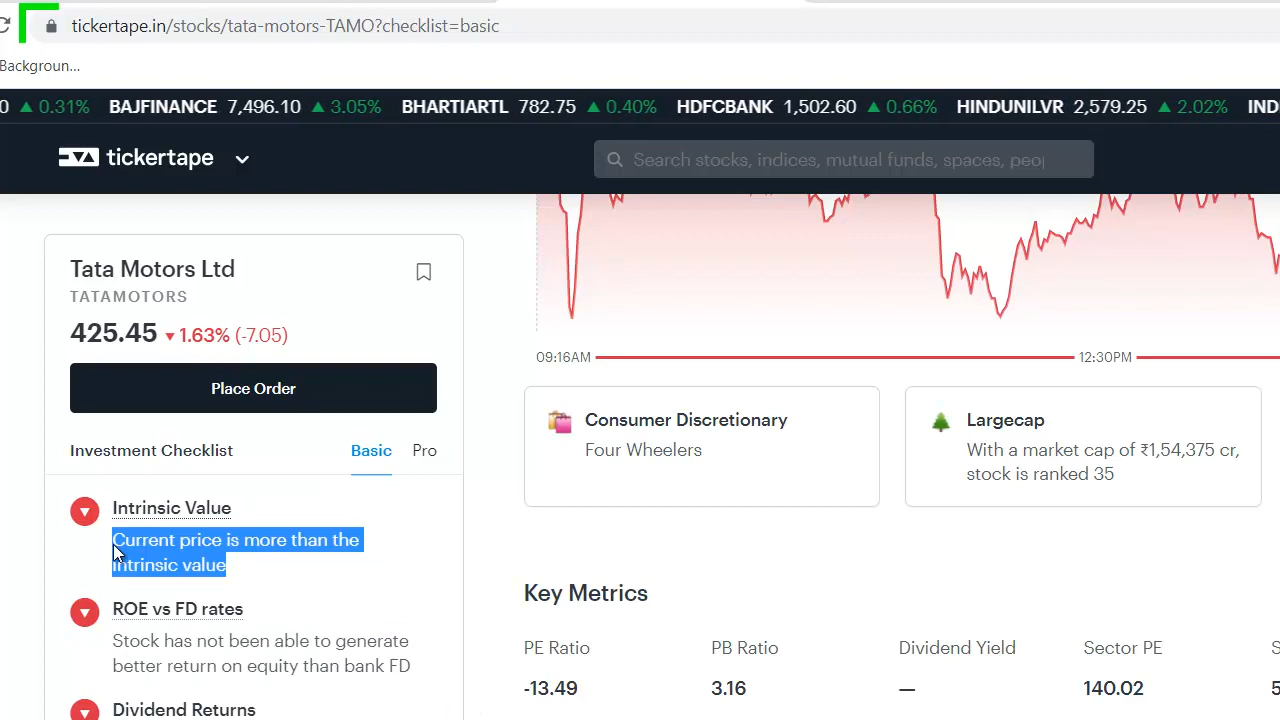 tickertape.in/stocks/tata-motors-TAMO?checklist=basic
Backgroun...
0 ▲ 0.31% BAJFINANCE 7,496.10 ▲ 3.05% BHARTIARTL 782.75 ▲ 0.40% HDFCBANK 1,502.60 ▲ 0.66% HINDUNILVR 2,579.25 ▲ 2.02% IND
tickertape
Search stocks, indices, mutual funds, spaces, peo
Tata Motors Ltd
TATAMOTORS
425.45 ▾ 1.63% (-7.05)
Place Order
Investment Checklist Basic Pro
Intrinsic Value
Current price is more than the
intrinsic value
ROE vs FD rates
Stock has not been able to generate
better return on equity than bank FD
Dividend Returns
09:16AM 12:30PM
Consumer Discretionary
Four Wheelers
Largecap
With a market cap of ₹1,54,375 cr,
stock is ranked 35
Key Metrics
PE Ratio PB Ratio Dividend Yield Sector PE S
-13.49 3.16 — 140.02 5